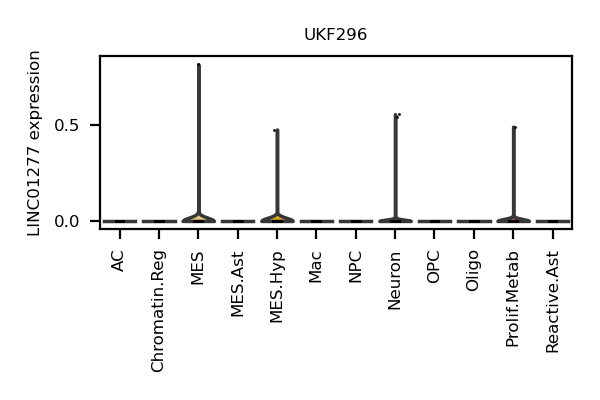 UKF296
LINC01277 expression
0.5
0.0
AC
Chromatin.Reg
MES
MES.Ast
MES.Hyp
Mac
NPC
Neuron
OPC
Oligo
Prolif.Metab
Reactive.Ast